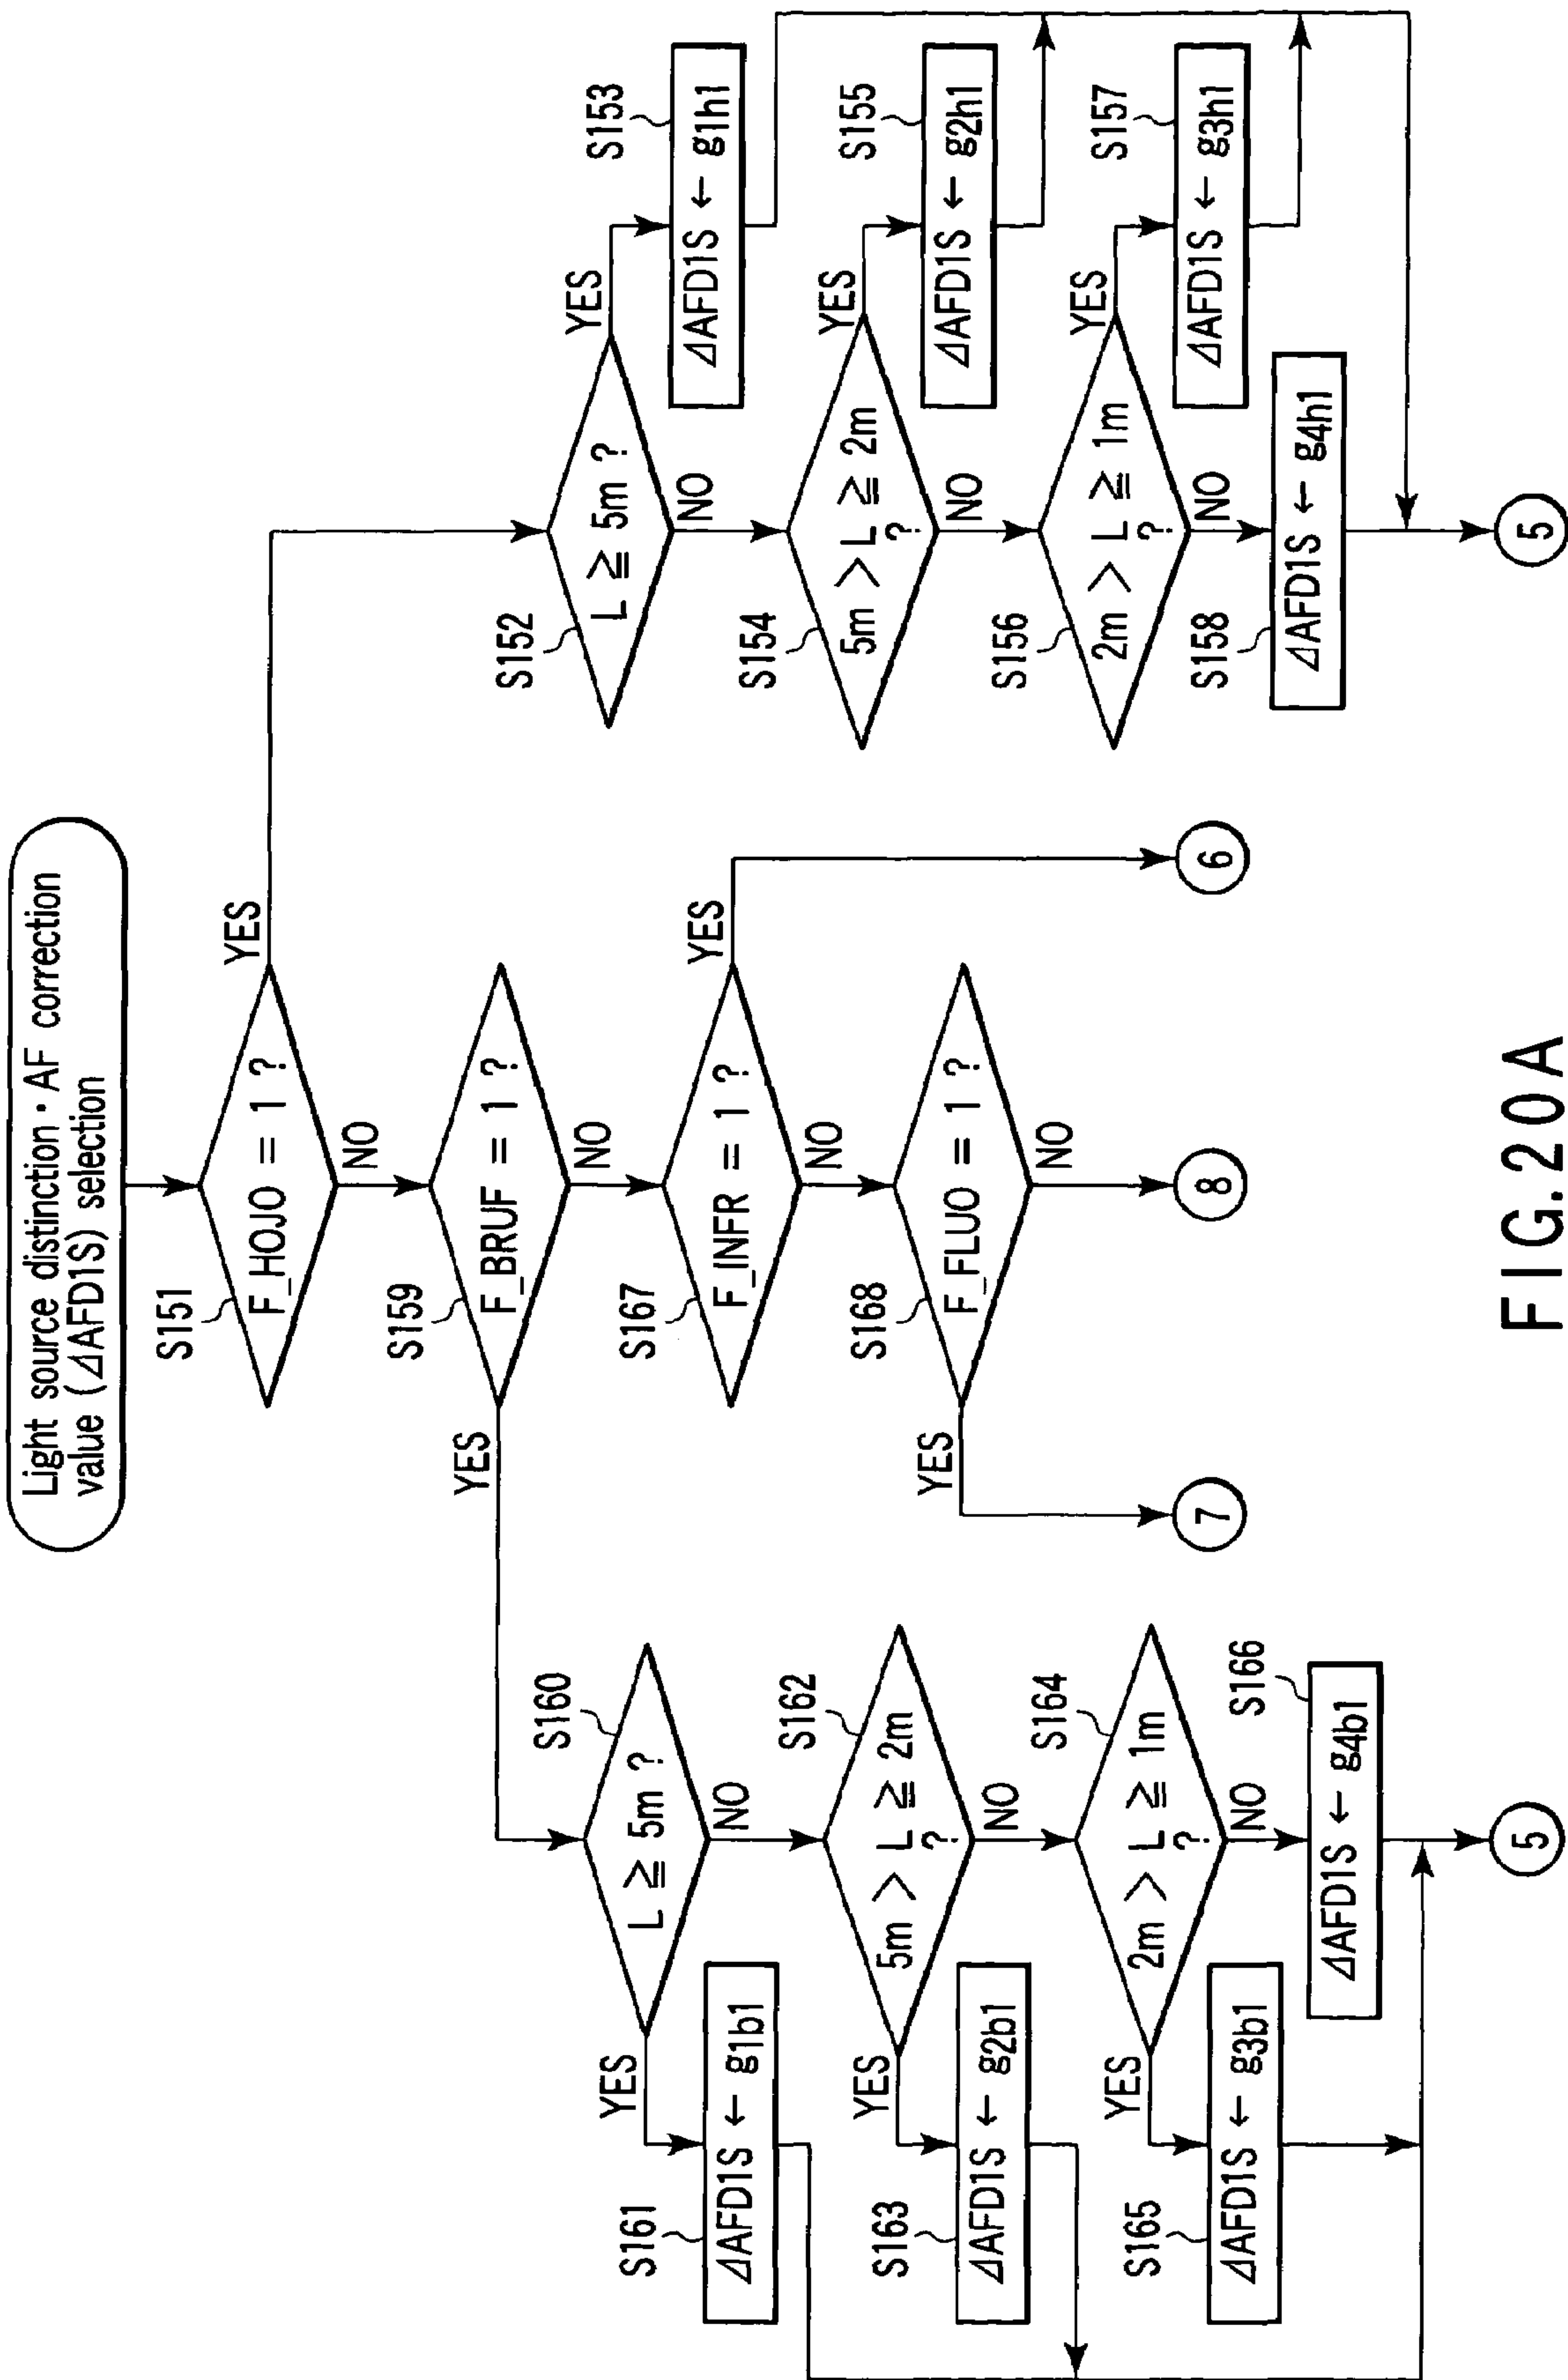 Light source distinction・AF correction
value (⊿AFD1S) selection
S151
F_HOJO = 1 ?
YES
NO
S152
L ≧ 5m ?
YES
NO
S153
⊿AFD1S ← g1h1
S154
5m > L ≧ 2m
?
YES
NO
S155
⊿AFD1S ← g2h1
S156
2m > L ≧ 1m
?
YES
NO
S157
⊿AFD1S ← g3h1
S158
⊿AFD1S ← g4h1
5
S159
F_BRUF = 1 ?
YES
NO
S160
L ≧ 5m ?
YES
NO
S161
⊿AFD1S ← g1b1
S162
5m > L ≧ 2m
?
YES
NO
S163
⊿AFD1S ← g2b1
S164
2m > L ≧ 1m
?
YES
NO
S165
⊿AFD1S ← g3b1
S166
⊿AFD1S ← g4b1
5
S167
F_INFR = 1 ?
YES
NO
6
S168
F_FLUO = 1 ?
YES
NO
7
8
FIG. 20A